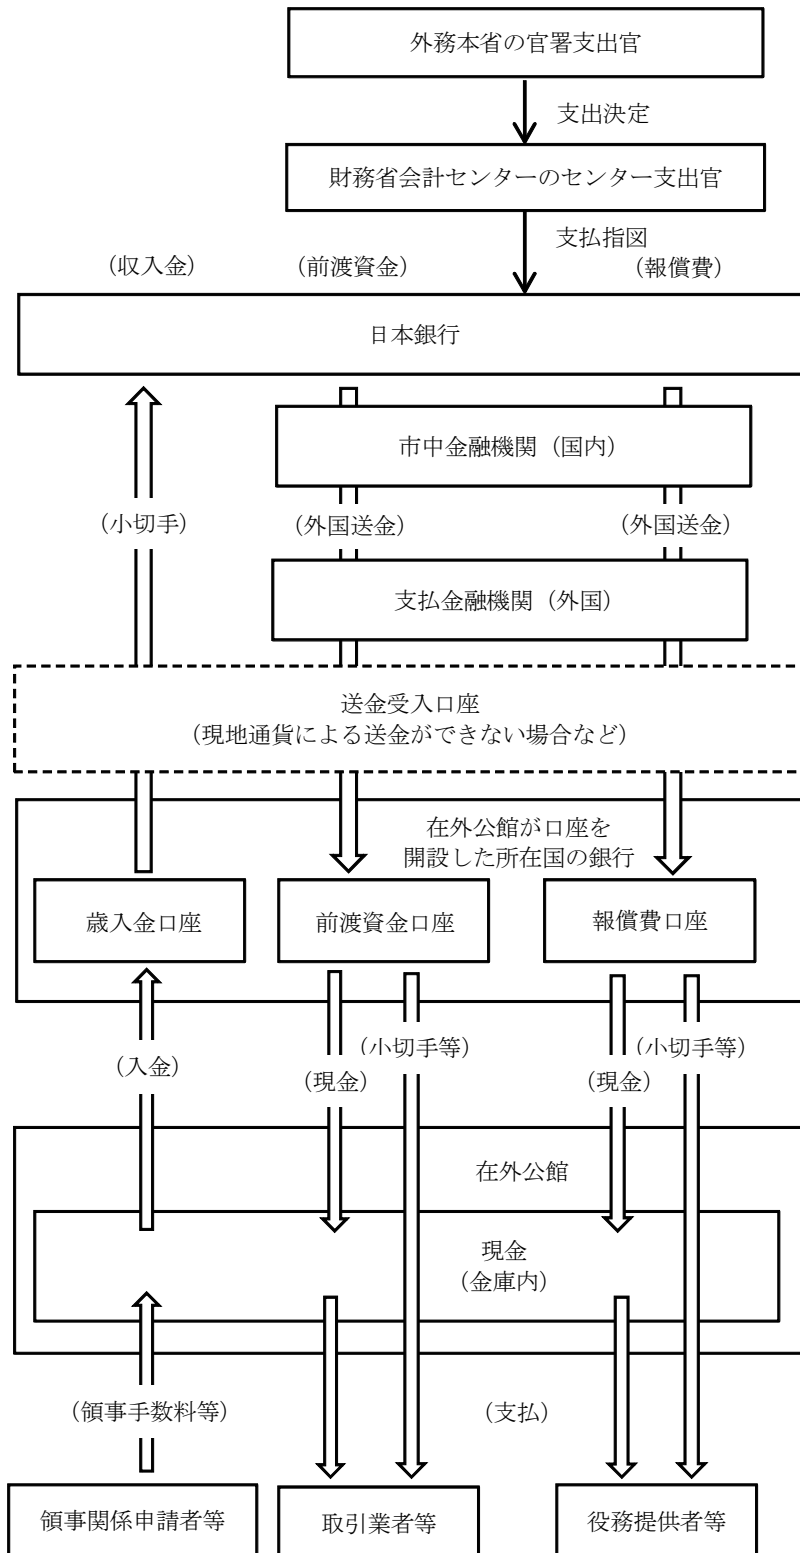 外務本省の官署支出官
支出決定
財務省会計センターのセンター支出官
支払指図
（収入金）
（前渡資金）
（報償費）
日本銀行
市中金融機関（国内）
（小切手）
（外国送金）
（外国送金）
支払金融機関（外国）
送金受入口座
（現地通貨による送金ができない場合など）
在外公館が口座を
開設した所在国の銀行
歳入金口座
前渡資金口座
報償費口座
（入金）
（現金）
（小切手等）
（現金）
（小切手等）
在外公館
現金
（金庫内）
（領事手数料等）
（支払）
領事関係申請者等
取引業者等
役務提供者等